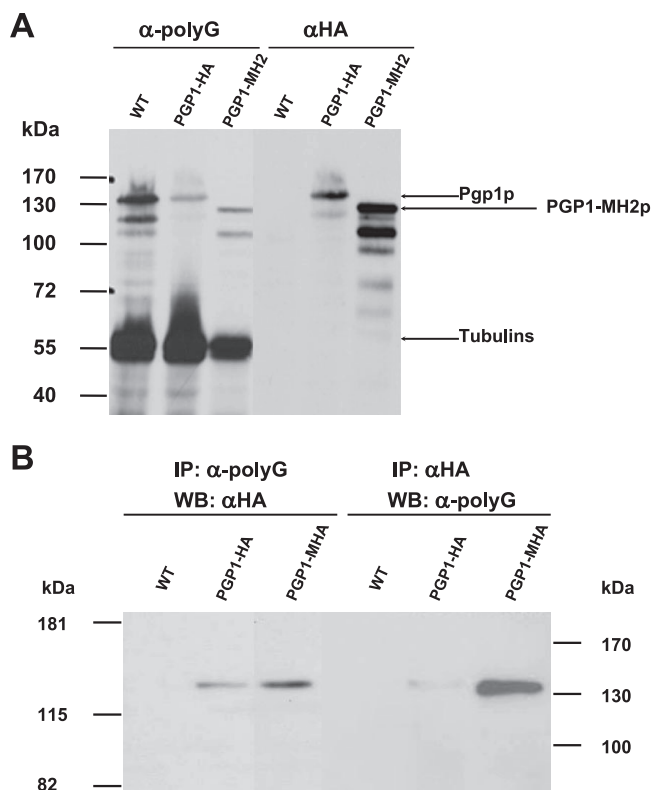 A
α-polyG αHA
WT PGP1-HA PGP1-MH2 WT PGP1-HA PGP1-MH2
kDa
170
130
100
72
55
40
Pgp1p
PGP1-MH2p
Tubulins
B
IP: α-polyG IP: αHA
WB: αHA WB: α-polyG
WT PGP1-HA PGP1-MHA WT PGP1-HA PGP1-MHA
kDa kDa
181
115
82
170
130
100